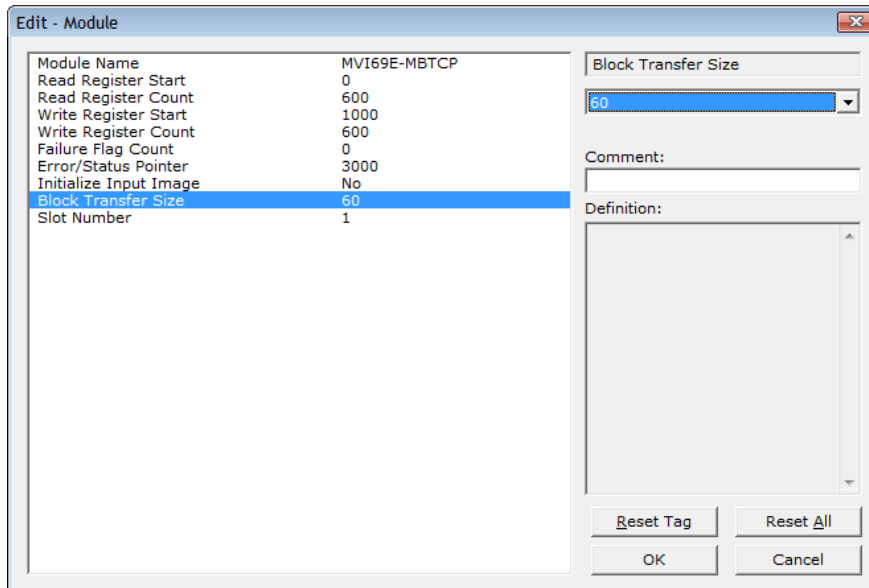 Edit - Module
Module Name MVI69E-MBTCP
Read Register Start 0
Read Register Count 600
Write Register Start 1000
Write Register Count 600
Failure Flag Count 0
Error/Status Pointer 3000
Initialize Input Image No
Block Transfer Size 60
Slot Number 1
Block Transfer Size
60
Comment:
Definition:
Reset Tag Reset All
OK Cancel